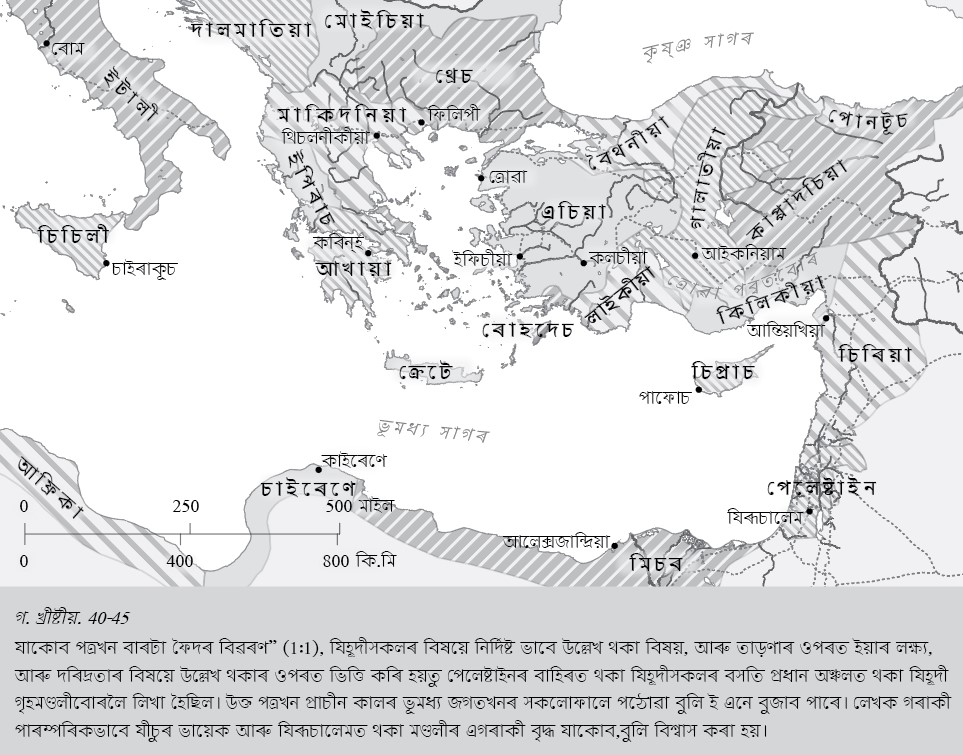 দালমাতিয়া
মোইচিয়া
কৃষ্ঞ সাগৰ
ৰোম
থ্ৰেচ
ইটালী
মাকিদনিয়া
ফিলিপী
পোনটূচ
থিচলনীকীয়া
বৈথনীয়া
গালাতীয়া
ইপিৰাচ
ত্ৰোৱা
কাপ্পাদচিয়া
এচিয়া
চিচিলী
কৰিন্হ
চাইৰাকূচ
আখায়া
ইফিচীয়া
কলচীয়া
আইকনিয়াম
লাইকীয়া
কিলিকীয়া
ৰোহদেচ
আন্তিয়খিয়া
চিৰিয়া
ক্ৰেটে
চিপ্ৰাচ
পাফোচ
ভূমধ্য সাগৰ
আফ্ৰিকা
কাইৰেণে
চাইৰেণে
পেলেষ্টাইন
0 250 500 মাইল
যিৰূচালেম
আলেক্সজান্দ্ৰিয়া
0 400 800 কি.মি
মিচৰ
গ. খ্ৰীষ্টীয়. 40-45
যাকোব পত্ৰখন বাৰটা ফৈদৰ বিৱৰণ” (1:1), যিহূদীসকলৰ বিষয়ে নিৰ্দিষ্ট ভাবে উল্লেখ থকা বিষয়, আৰু তাড়ণাৰ ওপৰত ইয়াৰ লক্ষ্য,
আৰু দৰিদ্ৰতাৰ বিষয়ে উল্লেখ থকাৰ ওপৰত ভিত্তি কৰি হয়তু পেলেষ্টাইনৰ বাহিৰত থকা যিহূদীসকলৰ বসতি প্ৰধান অঞ্চলত থকা যিহূদী
গৃহমণ্ডলীবোৰলৈ লিখা হৈছিল। উক্ত পত্ৰখন প্ৰাচীন কালৰ ভূমধ্য জগতখনৰ সকলোফালে পঠোৱা বুলি ই এনে বুজাব পাৰে। লেখক গৰাকী
পাৰম্পৰিকভাবে যীচুৰ ভায়েক আৰু যিৰূচালেমত থকা মণ্ডলীৰ এগৰাকী বৃদ্ধ যাকোব,বুলি বিশ্বাস কৰা হয়।